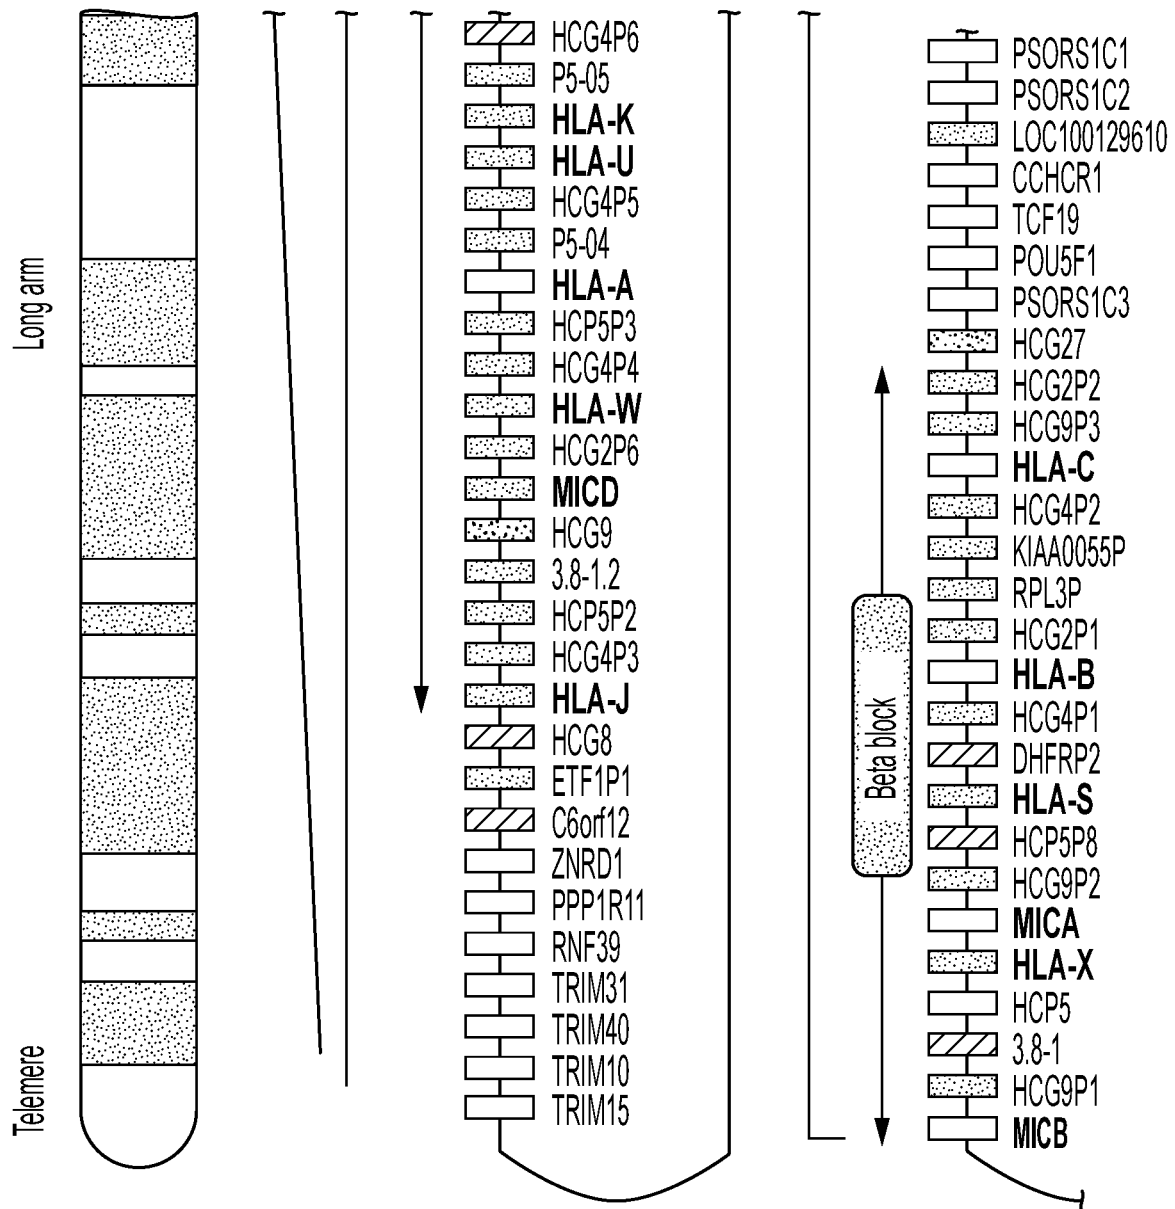 Long arm
Telemere
HCG4P6
P5-05
HLA-K
HLA-U
HCG4P5
P5-04
HLA-A
HCP5P3
HCG4P4
HLA-W
HCG2P6
MICD
HCG9
3.8-1.2
HCP5P2
HCG4P3
HLA-J
HCG8
ETF1P1
C6orf12
ZNRD1
PPP1R11
RNF39
TRIM31
TRIM40
TRIM10
TRIM15
Beta block
PSORS1C1
PSORS1C2
LOC100129610
CCHCR1
TCF19
POU5F1
PSORS1C3
HCG27
HCG2P2
HCG9P3
HLA-C
HCG4P2
KIAA0055P
RPL3P
HCG2P1
HLA-B
HCG4P1
DHFRP2
HLA-S
HCP5P8
HCG9P2
MICA
HLA-X
HCP5
3.8-1
HCG9P1
MICB